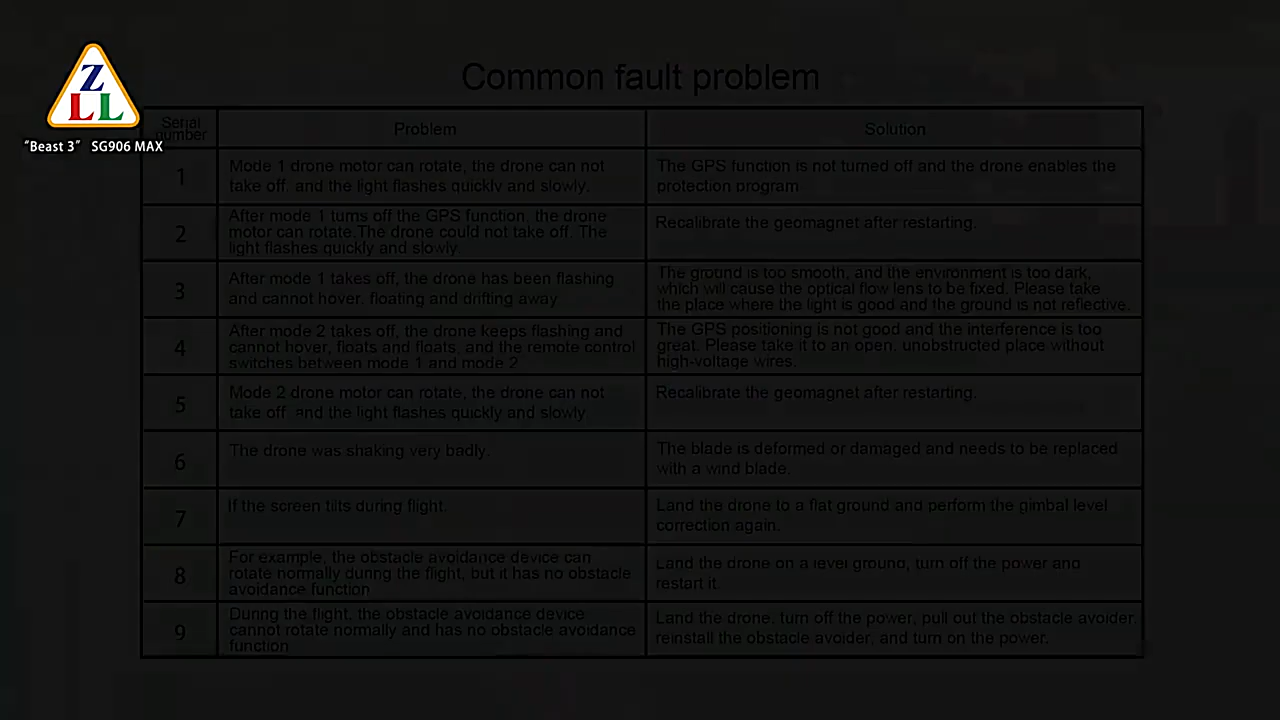 Z
LL
"Beast 3" SG906 MAX
Common fault problem
Serial
number
Problem
Solution
1
Mode 1 drone motor can rotate, the drone can not
take off, and the light flashes quickly and slowly.
The GPS function is not turned off and the drone enables the
protection program
2
After mode 1 turns off the GPS function, the drone
motor can rotate.The drone could not take off. The
light flashes quickly and slowly
Recalibrate the geomagnet after restarting.
3
After mode 1 takes off, the drone has been flashing
and cannot hover, floating and drifting away
The ground is too smooth, and the environment is too dark,
which will cause the optical flow lens to be fixed. Please take
the place where the light is good and the ground is not reflective.
4
After mode 2 takes off, the drone keeps flashing and
cannot hover, floats and floats, and the remote control
switches between mode 1 and mode 2
The GPS positioning is not good and the interference is too
great. Please take it to an open, unobstructed place without
high-voltage wires.
5
Mode 2 drone motor can rotate, the drone can not
take off, and the light flashes quickly and slowly
Recalibrate the geomagnet after restarting.
6
The drone was shaking very badly.
The blade is deformed or damaged and needs to be replaced
with a wind blade.
7
If the screen tilts during flight.
Land the drone to a flat ground and perform the gimbal level
correction again.
8
For example, the obstacle avoidance device can
rotate normally during the flight, but it has no obstacle
avoidance function
Land the drone on a level ground, turn off the power and
restart it.
9
During the flight, the obstacle avoidance device
cannot rotate normally and has no obstacle avoidance
function
Land the drone, turn off the power, pull out the obstacle avoider,
reinstall the obstacle avoider, and turn on the power.